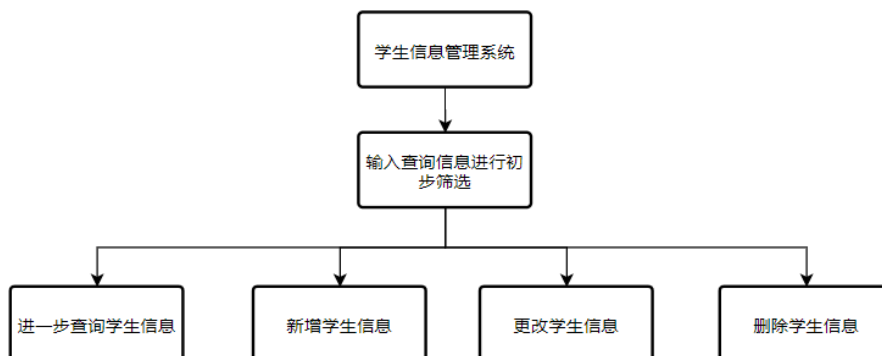 学生信息管理系统
输入查询信息进行初
步筛选
进一步查询学生信息
新增学生信息
更改学生信息
删除学生信息